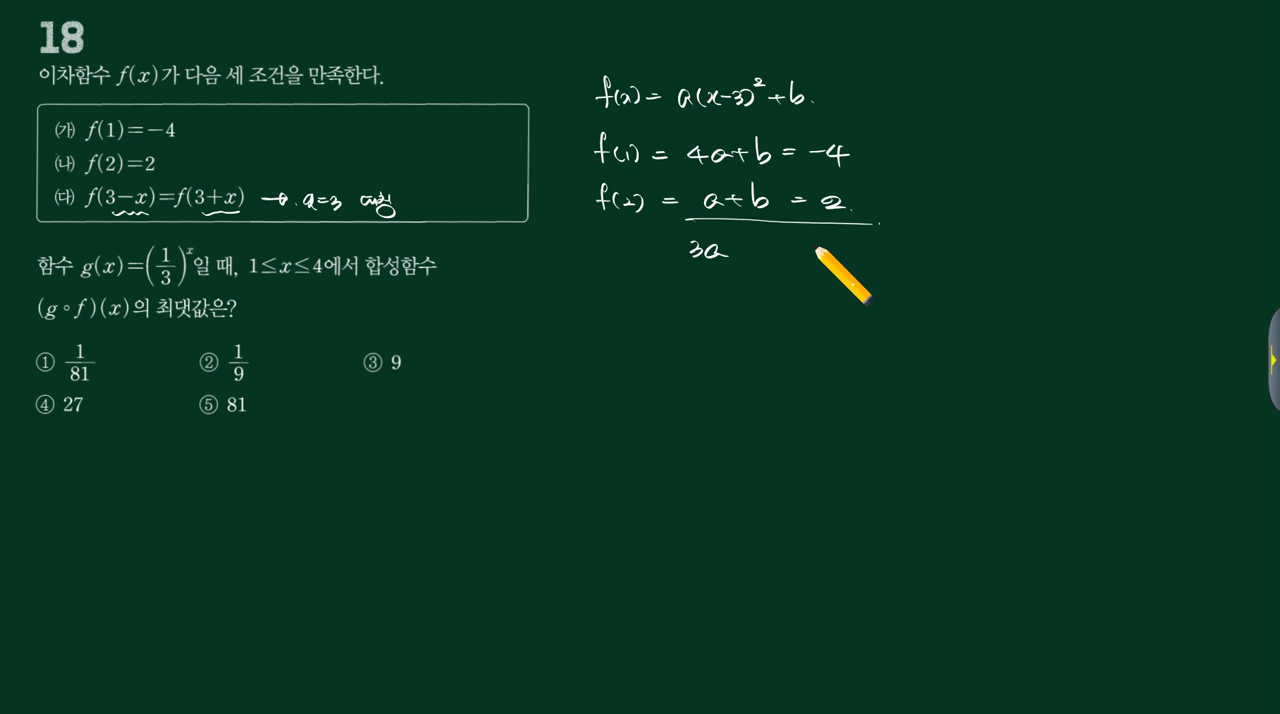 18
이차함수 f(x)가 다음 세 조건을 만족한다.
(가) f(1)=−4
(나) f(2)=2
(다) f(3−x)=f(3+x) → x=3 대칭
함수 g(x)=(1/3)^x일 때, 1≤x≤4에서 합성함수
(g∘f)(x)의 최댓값은?
① 1/81 ② 1/9 ③ 9
④ 27 ⑤ 81
f(x) = a(x−3)²+b.
f(1) = 4a+b = −4
f(2) = a+b = 2.
3a